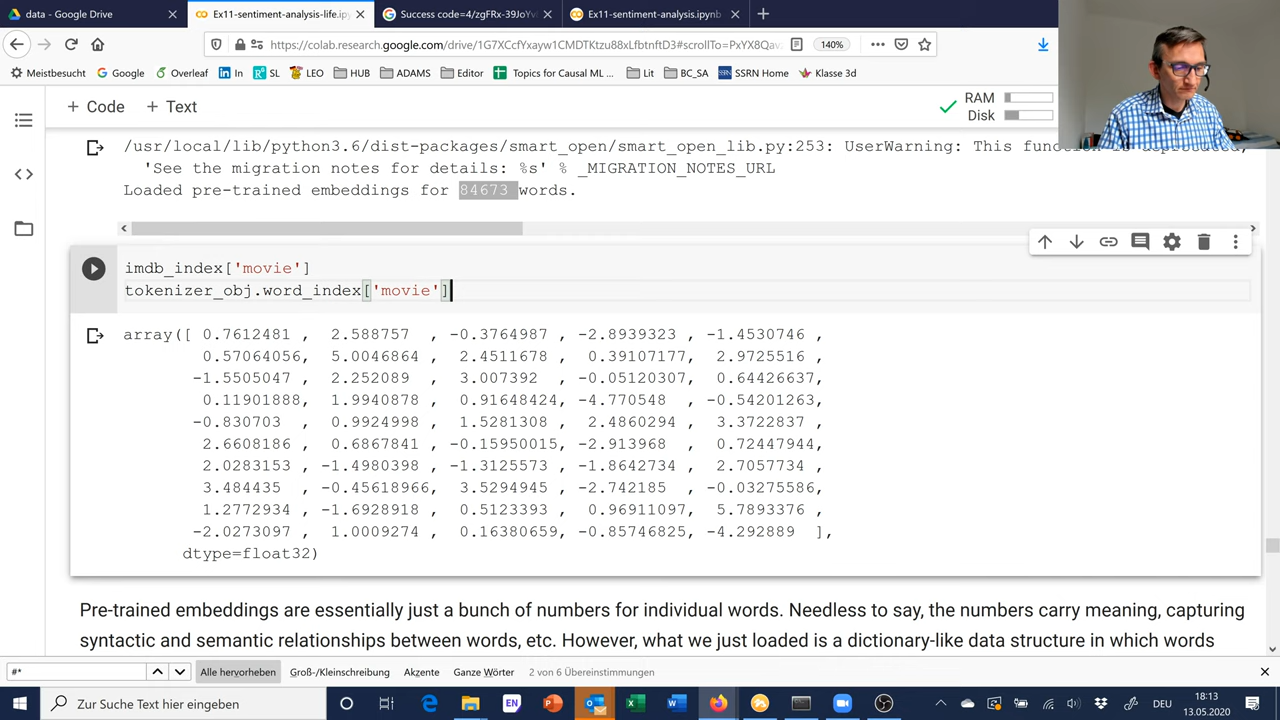 data - Google Drive
Ex11-sentiment-analysis-life.ipy
Success code=4/zgFRx-39JoYv
Ex11-sentiment-analysis.ipynb
https://colab.research.google.com/drive/1G7XCcfYxayw1CMDTKtzu88xLfbtnftD3#scrollTo=PxYX8Qav
140%
Meistbesucht
Google
Overleaf
In
SL
LEO
HUB
ADAMS
Editor
Topics for Causal ML ...
Lit
BC_SA
SSRN Home
Klasse 3d
+ Code
+ Text
RAM
Disk
/usr/local/lib/python3.6/dist-packages/smart_open/smart_open_lib.py:253: UserWarning: This function is deprecated,
'See the migration notes for details: %s' % _MIGRATION_NOTES_URL
Loaded pre-trained embeddings for 84673 words.
imdb_index['movie']
tokenizer_obj.word_index['movie']
array([ 0.7612481 , 2.588757 , -0.3764987 , -2.8939323 , -1.4530746 ,
0.57064056, 5.0046864 , 2.4511678 , 0.39107177, 2.9725516 ,
-1.5505047 , 2.252089 , 3.007392 , -0.05120307, 0.64426637,
0.11901888, 1.9940878 , 0.91648424, -4.770548 , -0.54201263,
-0.830703 , 0.9924998 , 1.5281308 , 2.4860294 , 3.3722837 ,
2.6608186 , 0.6867841 , -0.15950015, -2.913968 , 0.72447944,
2.0283153 , -1.4980398 , -1.3125573 , -1.8642734 , 2.7057734 ,
3.484435 , -0.45618966, 3.5294945 , -2.742185 , -0.03275586,
1.2772934 , -1.6928918 , 0.5123393 , 0.96911097, 5.7893376 ,
-2.0273097 , 1.0009274 , 0.16380659, -0.85746825, -4.292889 ],
dtype=float32)
Pre-trained embeddings are essentially just a bunch of numbers for individual words. Needless to say, the numbers carry meaning, capturing
syntactic and semantic relationships between words, etc. However, what we just loaded is a dictionary-like data structure in which words
#*
Alle hervorheben
Groß-/Kleinschreibung
Akzente
Ganze Wörter
2 von 6 Übereinstimmungen
Zur Suche Text hier eingeben
EN
DEU
18:13
13.05.2020